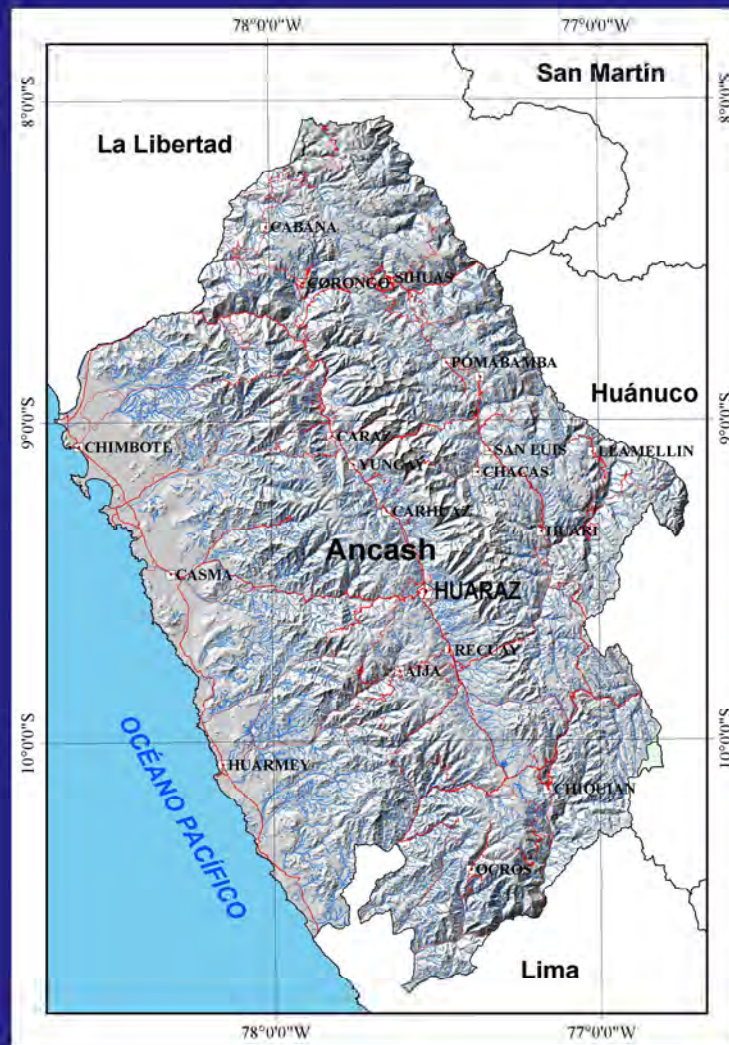 78°0'0"W
77°0'0"W
San Martín
8°0'0"S
8°0'0"S
La Libertad
CABANA
CORONGO
SIHUAS
POMABAMBA
Huánuco
9°0'0"S
9°0'0"S
CHIMBOTE
CARAZ
SAN LUIS
LLAMELLIN
YUNGAY
CHACAS
CARHUAZ
HUARI
Ancash
CASMA
HUARAZ
RECUAY
AIJA
10°0'0"S
10°0'0"S
OCÉANO PACÍFICO
HUARMEY
CHIQUIAN
OCROS
Lima
78°0'0"W
77°0'0"W